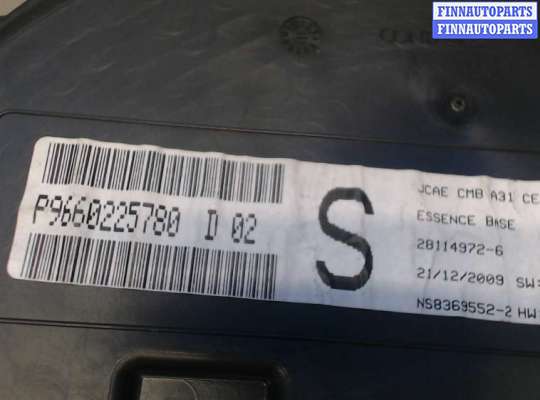 FINNAUTOPARTS
FINNAUTOPARTS
P9660225780 D 02
S
JCAE CMB A31 CE
ESSENCE BASE
28114972-6
21/12/2009 SW:
NS8369552-2 HW: